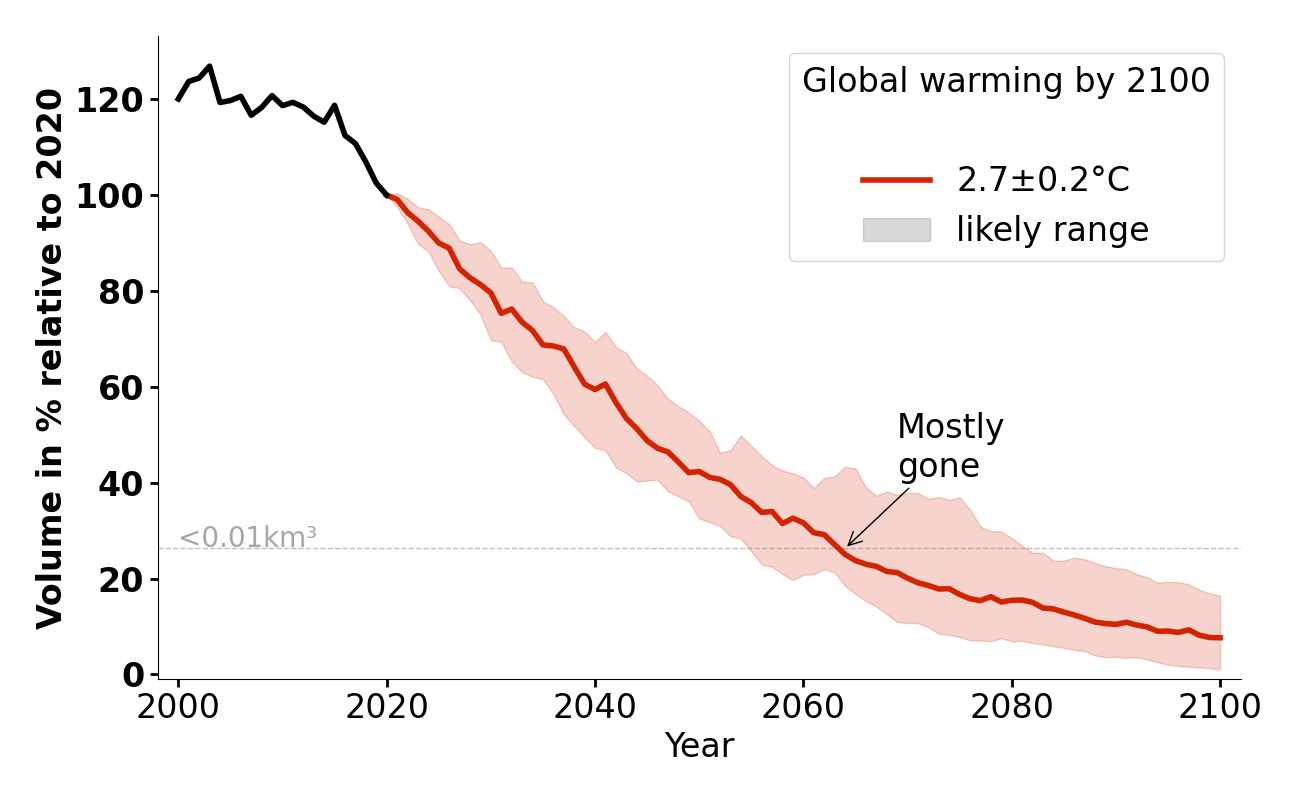 Volume in % relative to 2020
120
100
80
60
40
20
0
Global warming by 2100
2.7±0.2°C
likely range
Mostly
gone
<0.01km³
2000 2020 2040 2060 2080 2100
Year